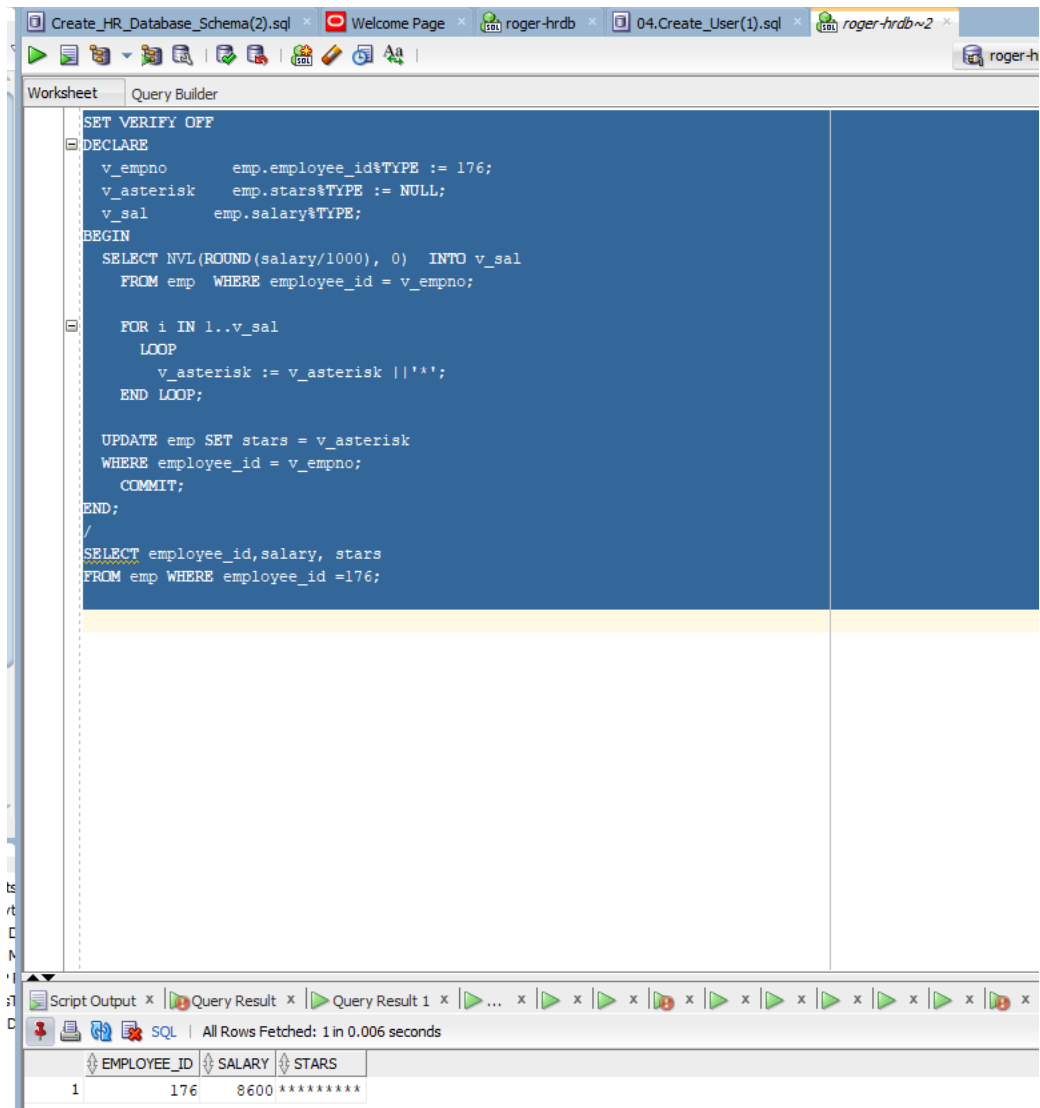 Create_HR_Database_Schema(2).sql × Welcome Page × roger-hrdb × 04.Create_User(1).sql × roger-hrdb~2 ×
roger-h
Worksheet Query Builder
SET VERIFY OFF
DECLARE
v_empno emp.employee_id%TYPE := 176;
v_asterisk emp.stars%TYPE := NULL;
v_sal emp.salary%TYPE;
BEGIN
SELECT NVL(ROUND(salary/1000), 0) INTO v_sal
FROM emp WHERE employee_id = v_empno;
FOR i IN 1..v_sal
LOOP
v_asterisk := v_asterisk ||'*';
END LOOP;
UPDATE emp SET stars = v_asterisk
WHERE employee_id = v_empno;
COMMIT;
END;
/
SELECT employee_id,salary, stars
FROM emp WHERE employee_id =176;
Script Output x Query Result x Query Result 1 x ... x x x x x x x x x x
SQL | All Rows Fetched: 1 in 0.006 seconds
EMPLOYEE_ID SALARY STARS
1 176 8600 *********